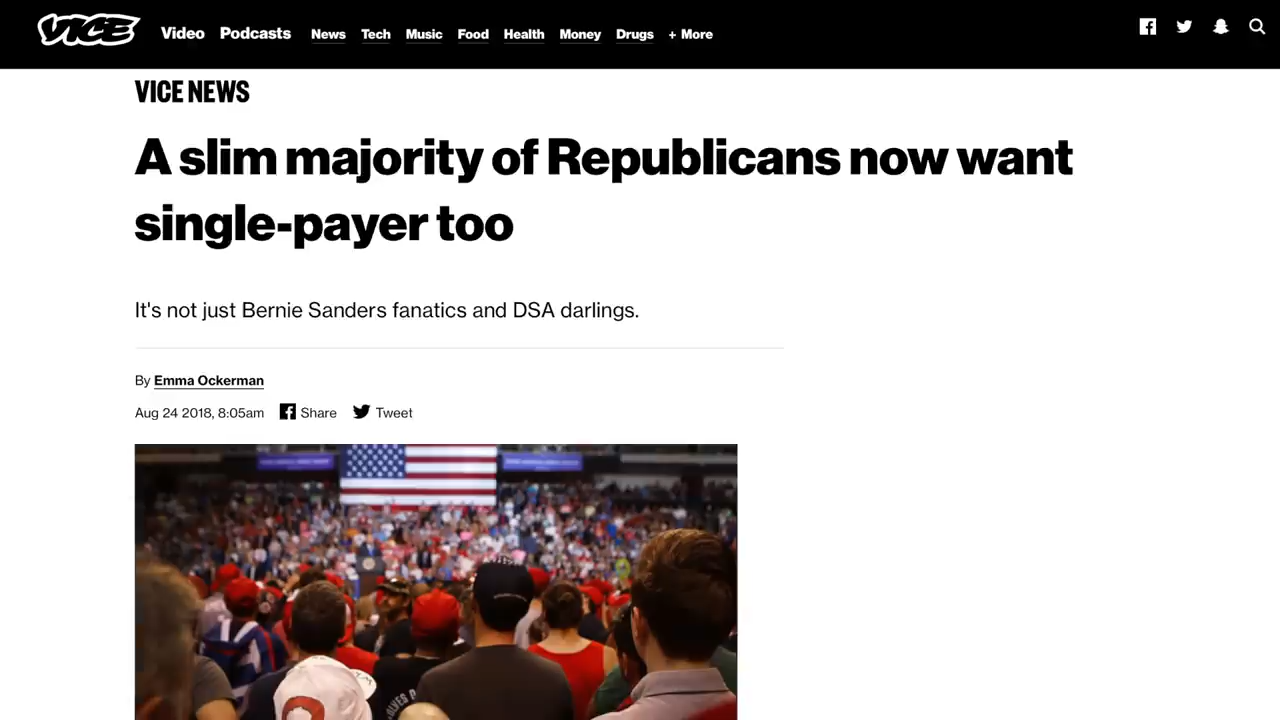 VICE Video Podcasts News Tech Music Food Health Money Drugs + More
VICE NEWS
A slim majority of Republicans now want
single-payer too
It's not just Bernie Sanders fanatics and DSA darlings.
By Emma Ockerman
Aug 24 2018, 8:05am Share Tweet